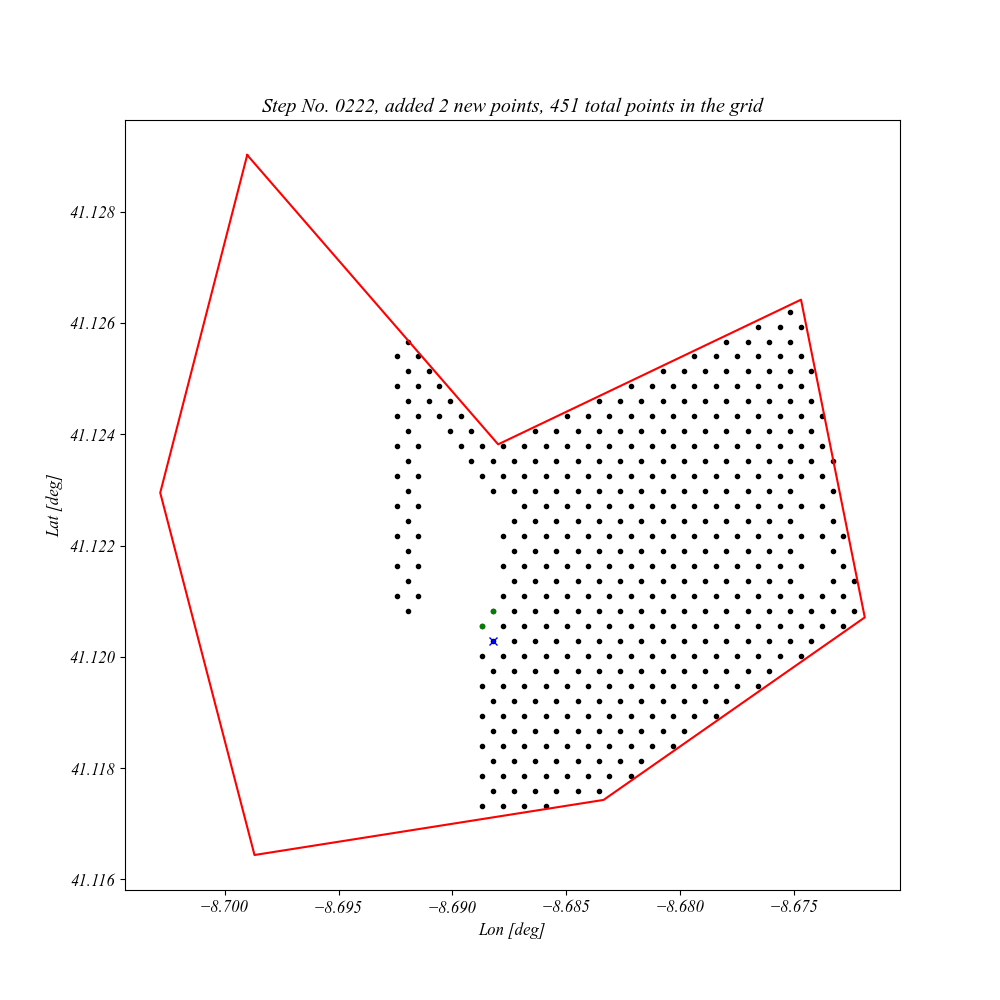 Step No. 0222, added 2 new points, 451 total points in the grid
41.128
41.126
41.124
41.122
41.120
41.118
41.116
Lat [deg]
−8.700 −8.695 −8.690 −8.685 −8.680 −8.675
Lon [deg]